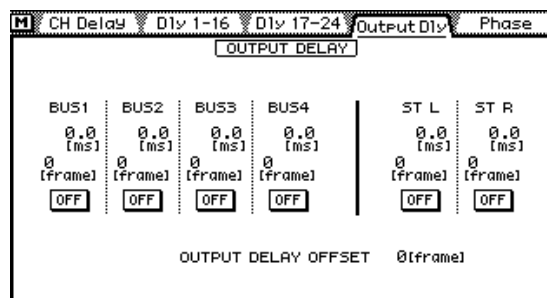 M CH Delay Dly 1-16 Dly 17-24 Output Dly Phase
OUTPUT DELAY
BUS1 BUS2 BUS3 BUS4 ST L ST R
0.0 0.0 0.0 0.0 0.0 0.0
[ms] [ms] [ms] [ms] [ms] [ms]
0 0 0 0 0 0
[frame] [frame] [frame] [frame] [frame] [frame]
OFF OFF OFF OFF OFF OFF
OUTPUT DELAY OFFSET 0[frame]